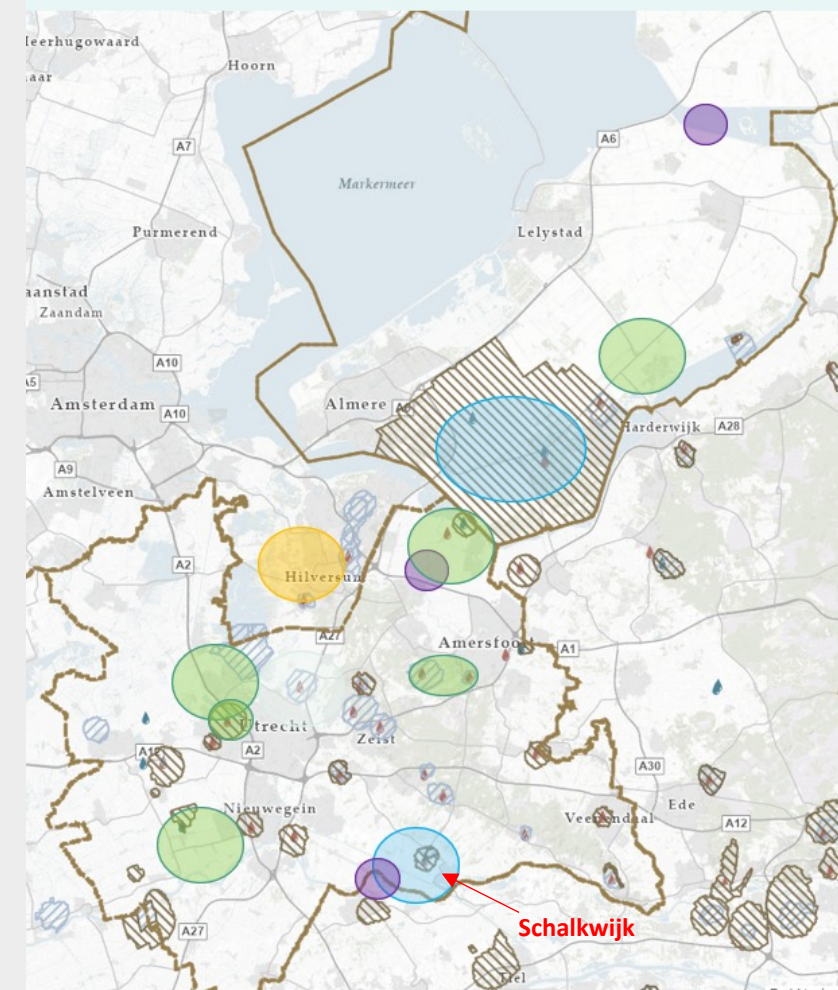 Heerhugowaard
Hoorn
A7
A6
Markermeer
Purmerend
Lelystad
Zaandam
A10
A5
Amsterdam
A10
Almere
Harderwijk
A28
A9
Amstelveen
A2
Hilversum
A27
Amersfoort
A1
Utrecht
A12
A2
Zeist
A30
Nieuwegein
Veenendaal
Ede
A12
A27
Schalkwijk
Tiel